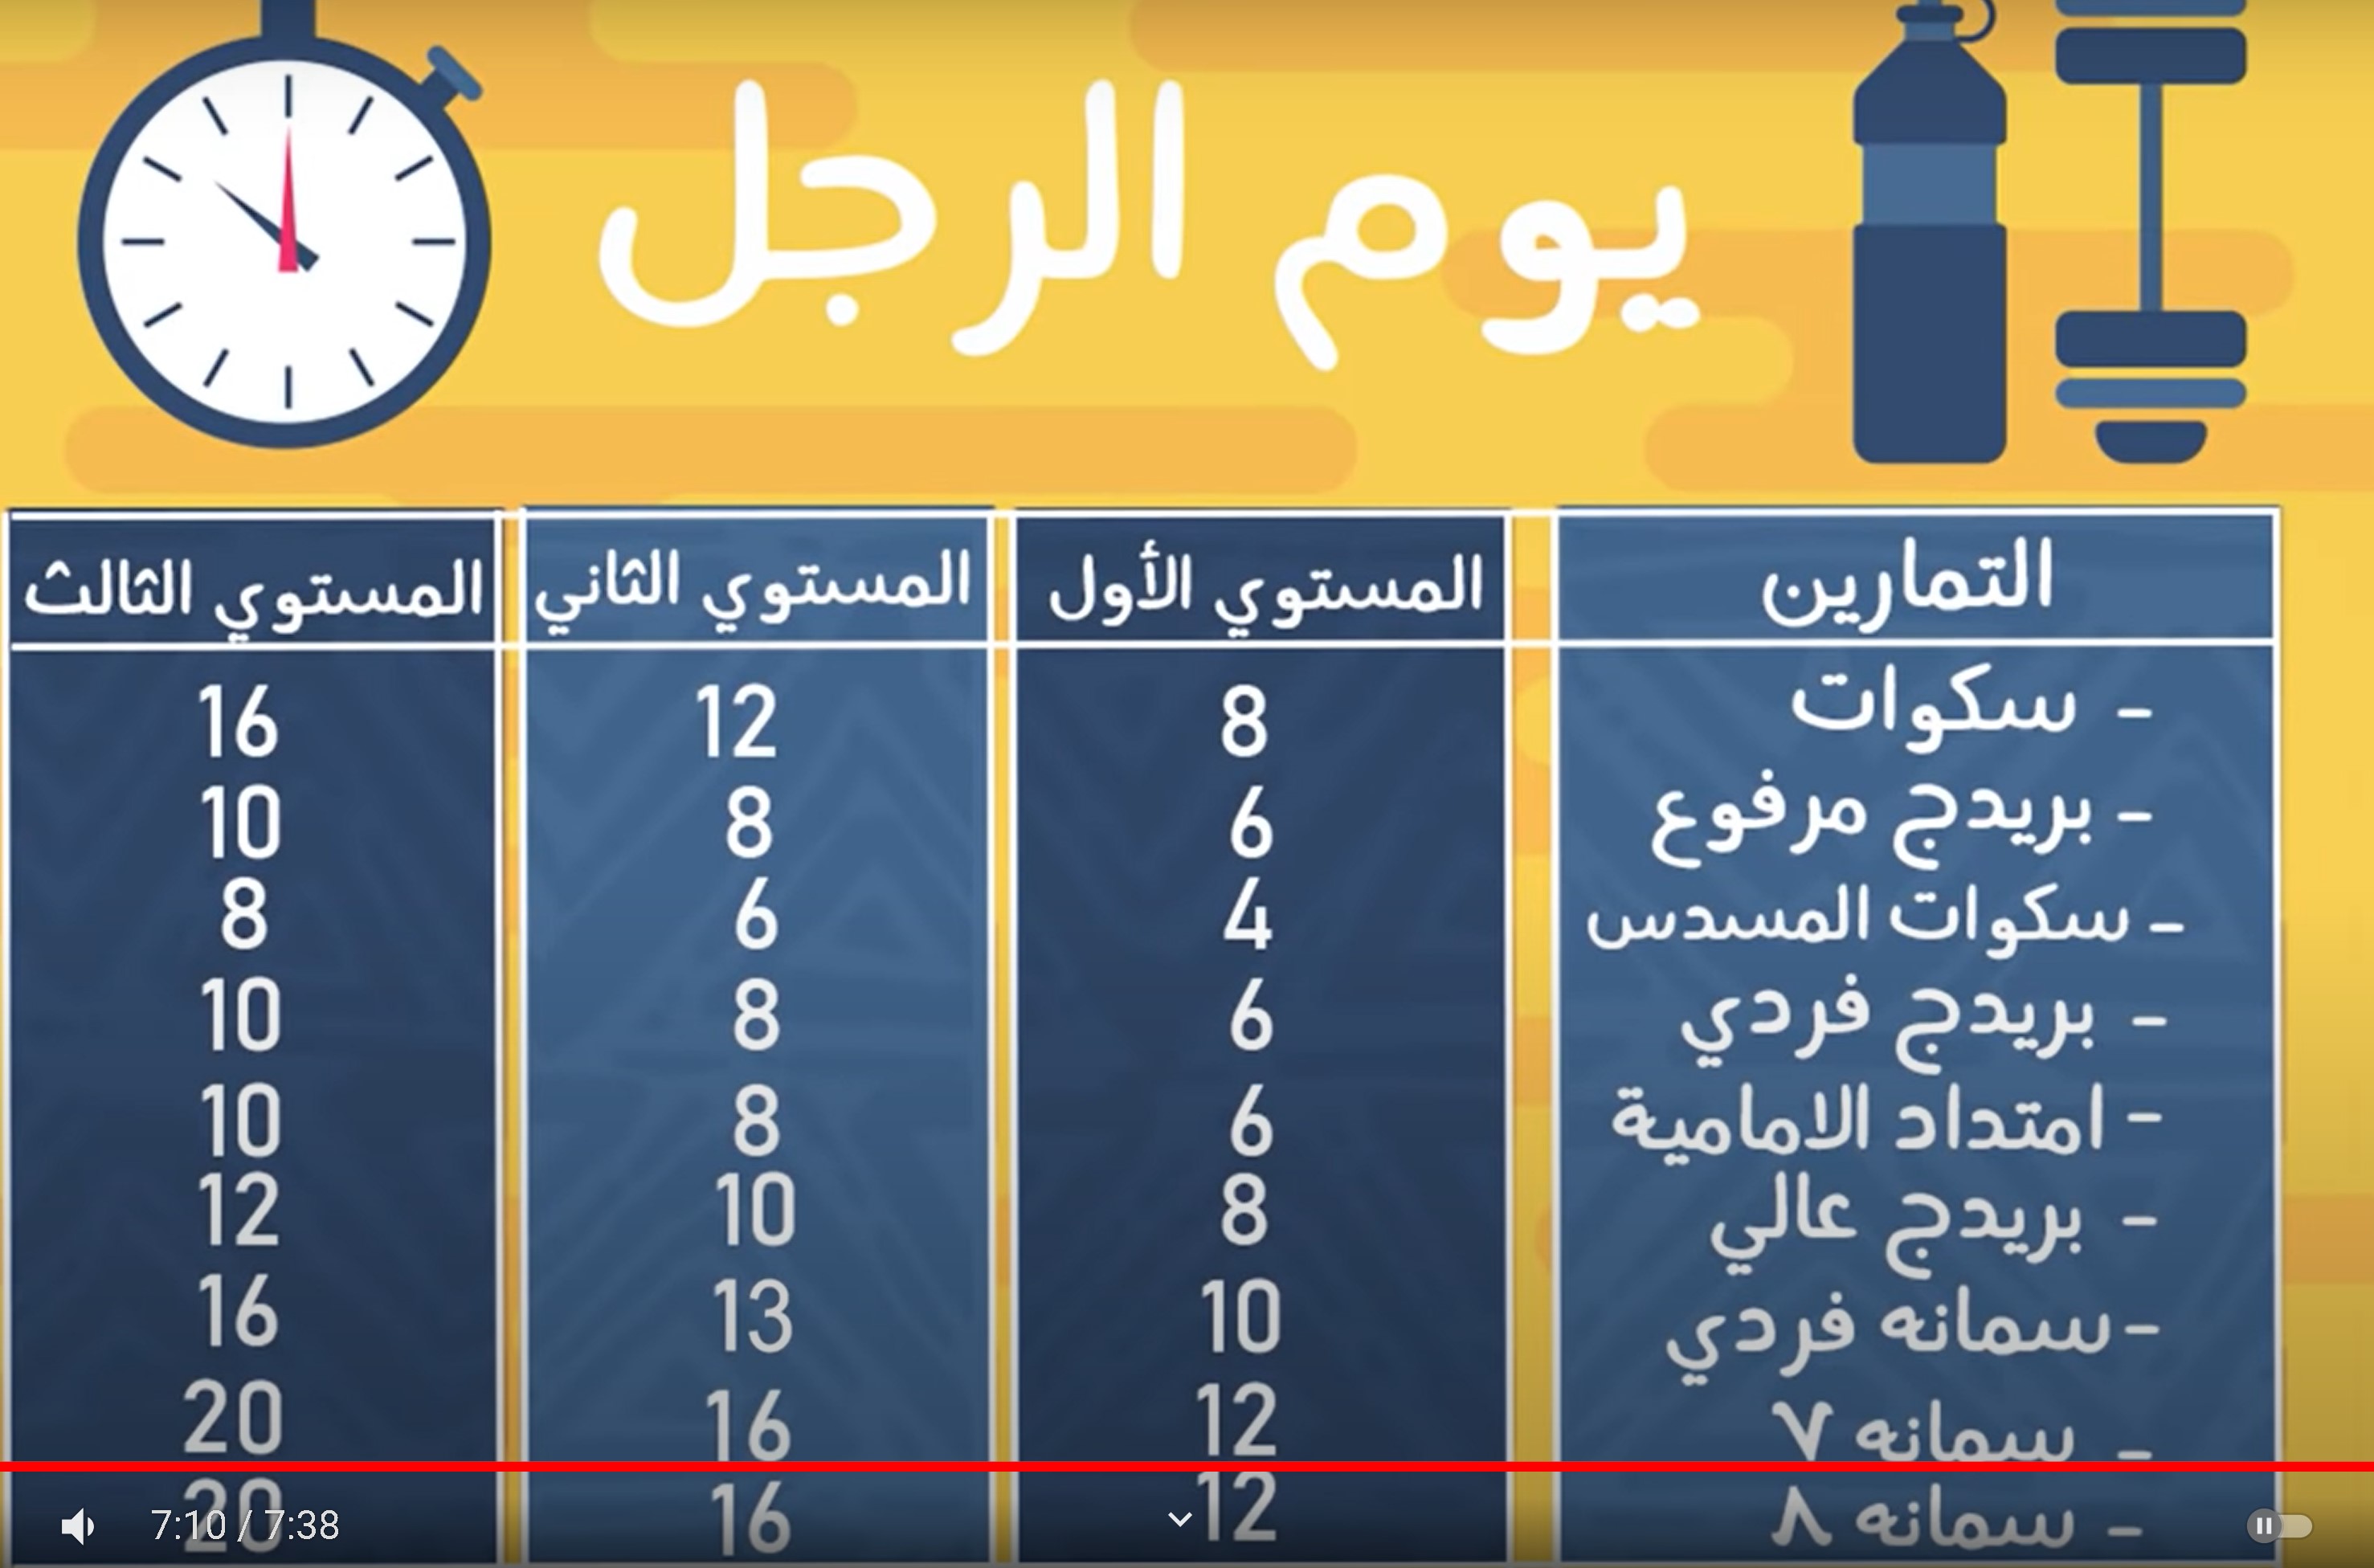 يوم الرجل
التمارين المستوي الأول المستوي الثاني المستوي الثالث
- سكوات 8 12 16
- بريدج مرفوع 6 8 10
- سكوات المسدس 4 6 8
- بريدج فردي 6 8 10
- امتداد الامامية 6 8 10
- بريدج عالي 8 10 12
- سمانه فردي 10 13 16
- سمانه ٧ 12 16 20
- سمانه ٨ 12 16 20
7:10 / 7:38